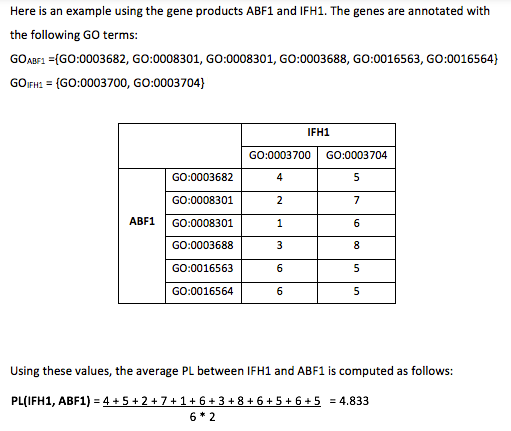 Here is an example using the gene products ABF1 and IFH1. The genes are annotated with
the following GO terms:
GOABF1 ={GO:0003682, GO:0008301, GO:0008301, GO:0003688, GO:0016563, GO:0016564}
GOIFH1 = {GO:0003700, GO:0003704}
IFH1
GO:0003700 GO:0003704
GO:0003682 4 5
GO:0008301 2 7
ABF1 GO:0008301 1 6
GO:0003688 3 8
GO:0016563 6 5
GO:0016564 6 5
Using these values, the average PL between IFH1 and ABF1 is computed as follows:
PL(IFH1, ABF1) = 4 + 5 + 2 + 7 + 1 + 6 + 3 + 8 + 6 + 5 + 6 + 5 = 4.833
6 * 2